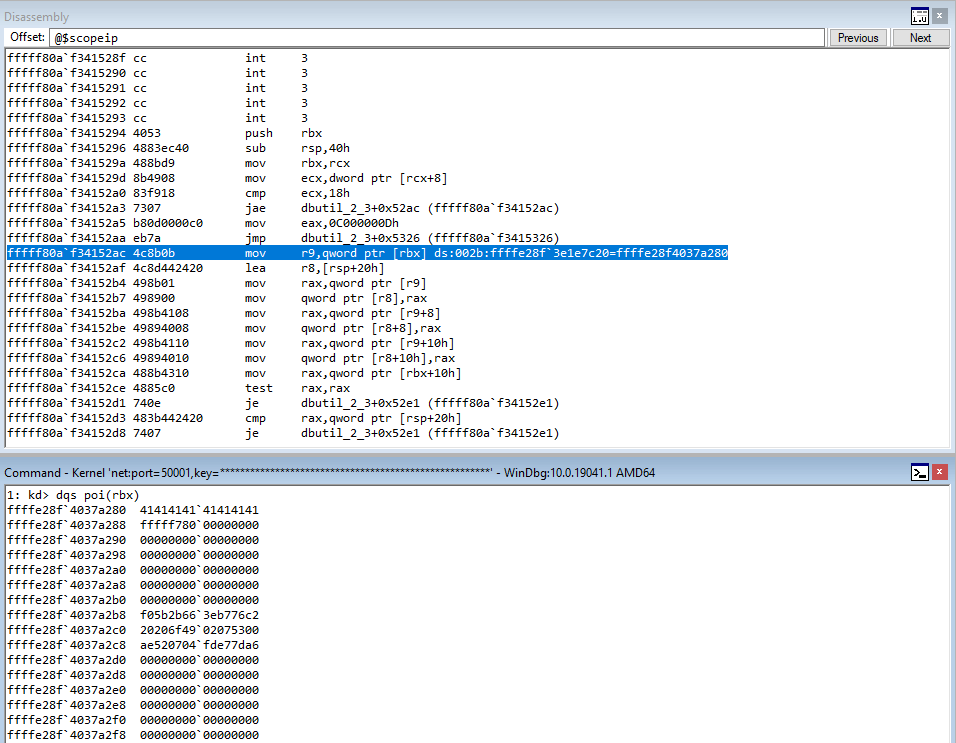 Disassembly
Offset: @$scopeip Previous Next
fffff80a`f341528f cc int 3
fffff80a`f3415290 cc int 3
fffff80a`f3415291 cc int 3
fffff80a`f3415292 cc int 3
fffff80a`f3415293 cc int 3
fffff80a`f3415294 4053 push rbx
fffff80a`f3415296 4883ec40 sub rsp,40h
fffff80a`f341529a 488bd9 mov rbx,rcx
fffff80a`f341529d 8b4908 mov ecx,dword ptr [rcx+8]
fffff80a`f34152a0 83f918 cmp ecx,18h
fffff80a`f34152a3 7307 jae dbutil_2_3+0x52ac (fffff80a`f34152ac)
fffff80a`f34152a5 b80d0000c0 mov eax,0C000000Dh
fffff80a`f34152aa eb7a jmp dbutil_2_3+0x5326 (fffff80a`f3415326)
fffff80a`f34152ac 4c8b0b mov r9,qword ptr [rbx] ds:002b:ffffe28f`3e1e7c20=ffffe28f4037a280
fffff80a`f34152af 4c8d442420 lea r8,[rsp+20h]
fffff80a`f34152b4 498b01 mov rax,qword ptr [r9]
fffff80a`f34152b7 498900 mov qword ptr [r8],rax
fffff80a`f34152ba 498b4108 mov rax,qword ptr [r9+8]
fffff80a`f34152be 49894008 mov qword ptr [r8+8],rax
fffff80a`f34152c2 498b4110 mov rax,qword ptr [r9+10h]
fffff80a`f34152c6 49894010 mov qword ptr [r8+10h],rax
fffff80a`f34152ca 488b4310 mov rax,qword ptr [rbx+10h]
fffff80a`f34152ce 4885c0 test rax,rax
fffff80a`f34152d1 740e je dbutil_2_3+0x52e1 (fffff80a`f34152e1)
fffff80a`f34152d3 483b442420 cmp rax,qword ptr [rsp+20h]
fffff80a`f34152d8 7407 je dbutil_2_3+0x52e1 (fffff80a`f34152e1)
Command - Kernel 'net:port=50001,key=****************************************************' - WinDbg:10.0.19041.1 AMD64
1: kd> dqs poi(rbx)
ffffe28f`4037a280 41414141`41414141
ffffe28f`4037a288 fffff780`00000000
ffffe28f`4037a290 00000000`00000000
ffffe28f`4037a298 00000000`00000000
ffffe28f`4037a2a0 00000000`00000000
ffffe28f`4037a2a8 00000000`00000000
ffffe28f`4037a2b0 00000000`00000000
ffffe28f`4037a2b8 f05b2b66`3eb776c2
ffffe28f`4037a2c0 20206f49`02075300
ffffe28f`4037a2c8 ae520704`fde77da6
ffffe28f`4037a2d0 00000000`00000000
ffffe28f`4037a2d8 00000000`00000000
ffffe28f`4037a2e0 00000000`00000000
ffffe28f`4037a2e8 00000000`00000000
ffffe28f`4037a2f0 00000000`00000000
ffffe28f`4037a2f8 00000000`00000000